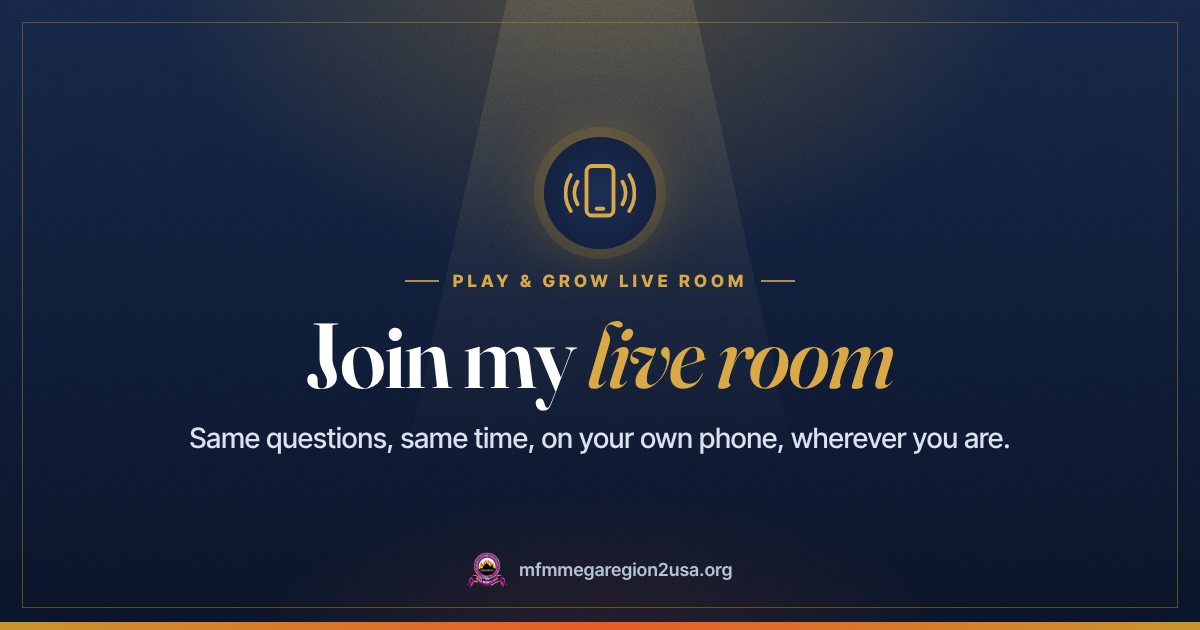 PLAY & GROW LIVE ROOM
Join my live room
Same questions, same time, on your own phone, wherever you are.
mfmmegaregion2usa.org